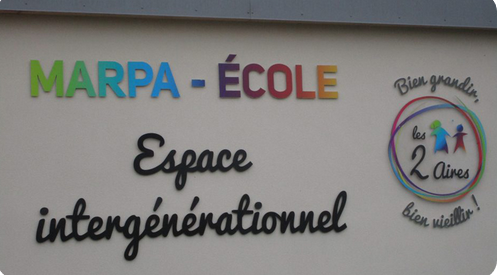 MARPA - ÉCOLE
Espace
intergénérationnel
Bien grandir,
les
2 Aires
bien vieillir !